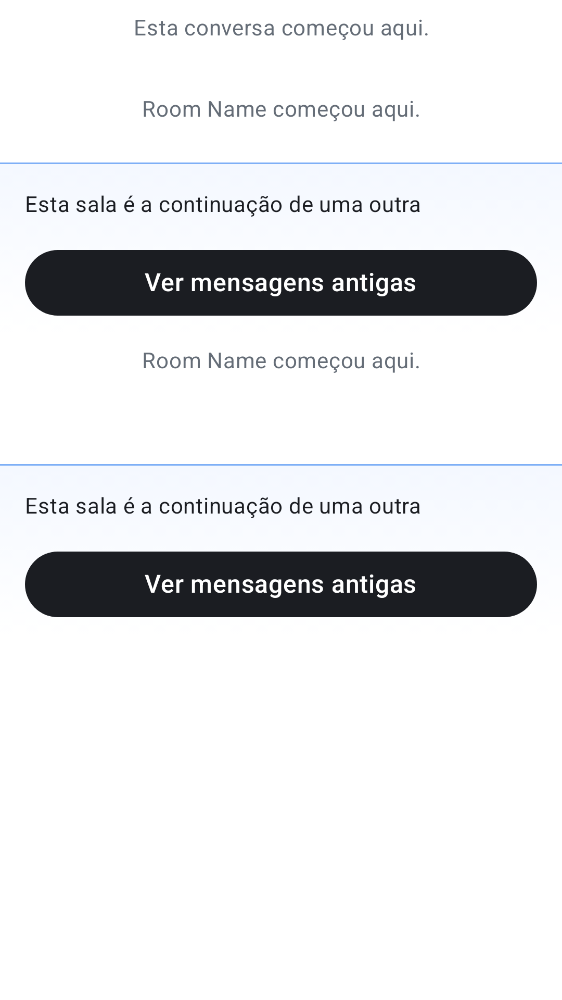 Esta conversa começou aqui.
Room Name começou aqui.
Esta sala é a continuação de uma outra
Ver mensagens antigas
Room Name começou aqui.
Esta sala é a continuação de uma outra
Ver mensagens antigas